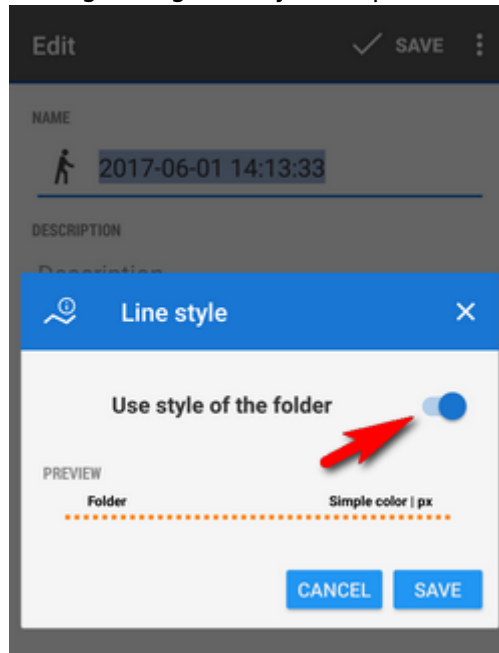 Edit
SAVE
NAME
2017-06-01 14:13:33
DESCRIPTION
Description
Line style
Use style of the folder
PREVIEW
Folder
Simple color | px
CANCEL
SAVE